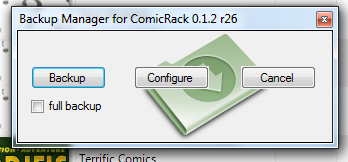 Backup Manager for ComicRack 0.1.2 r26
Backup
Configure
Cancel
full backup
Terrific Comics